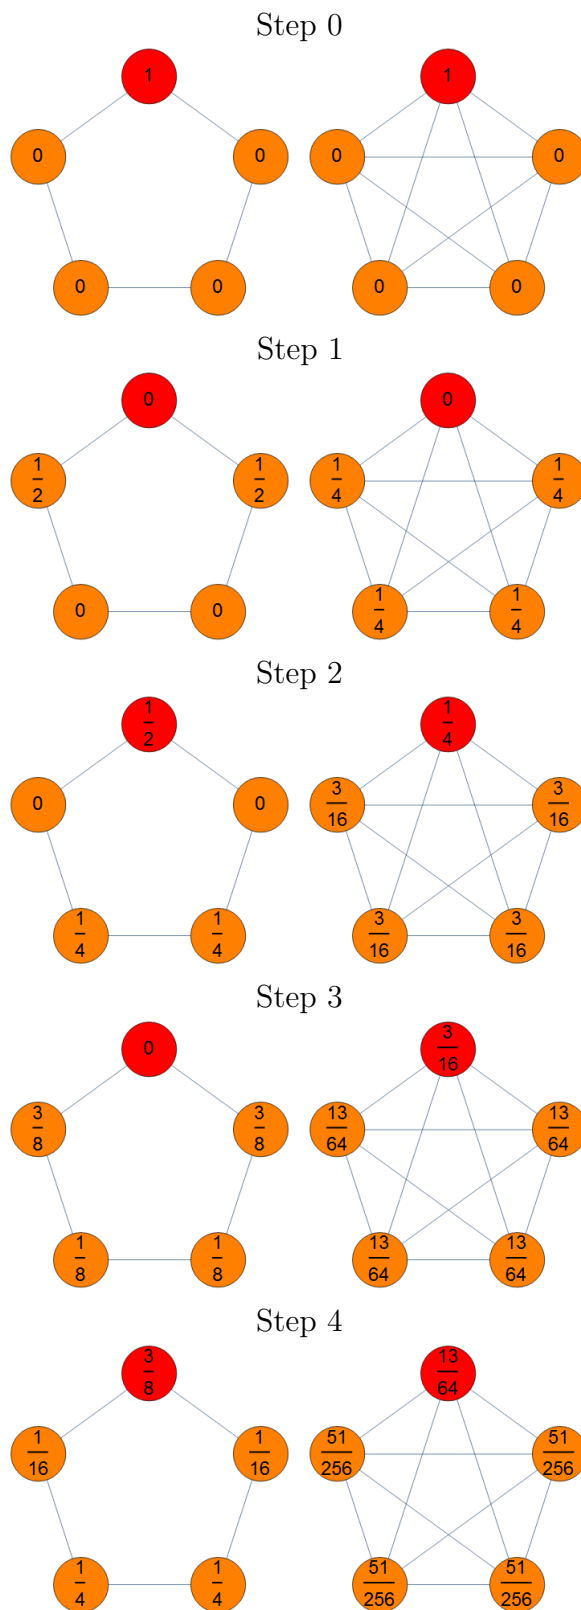 Step 0
1 1
0 0 0 0
0 0 0 0
Step 1
0 0
1/2 1/2 1/4 1/4
0 0 1/4 1/4
Step 2
1/2 1/4
0 0 3/16 3/16
1/4 1/4 3/16 3/16
Step 3
0 3/16
3/8 3/8 13/64 13/64
1/8 1/8 13/64 13/64
Step 4
3/8 13/64
1/16 1/16 51/256 51/256
1/4 1/4 51/256 51/256